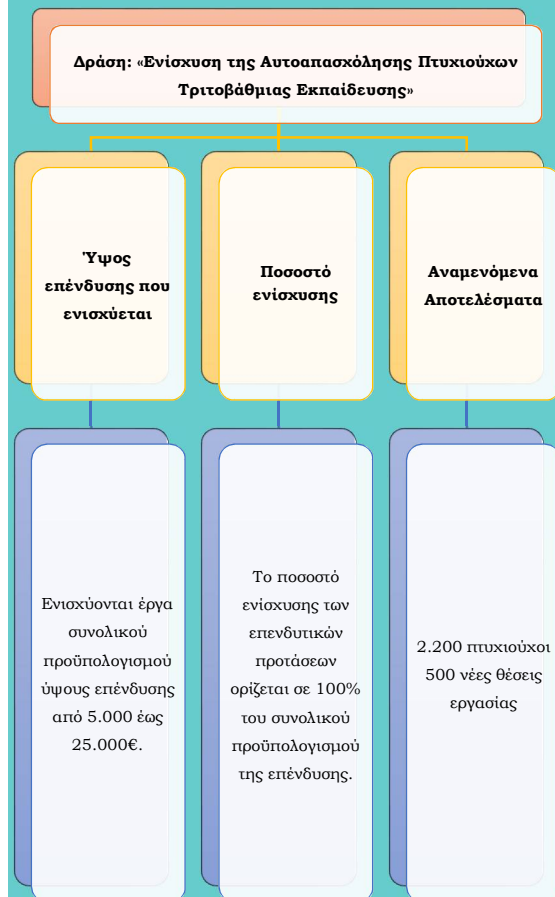 Δράση: «Ενίσχυση της Αυτοαπασχόλησης Πτυχιούχων
Τριτοβάθμιας Εκπαίδευσης»
Ύψος
επένδυσης που
ενισχύεται
Ποσοστό
ενίσχυσης
Αναμενόμενα
Αποτελέσματα
Ενισχύονται έργα
συνολικού
προϋπολογισμού
ύψους επένδυσης
από 5.000 έως
25.000€.
Το ποσοστό
ενίσχυσης των
επενδυτικών
προτάσεων
ορίζεται σε 100%
του συνολικού
προϋπολογισμού
της επένδυσης.
2.200 πτυχιούχοι
500 νέες θέσεις
εργασίας